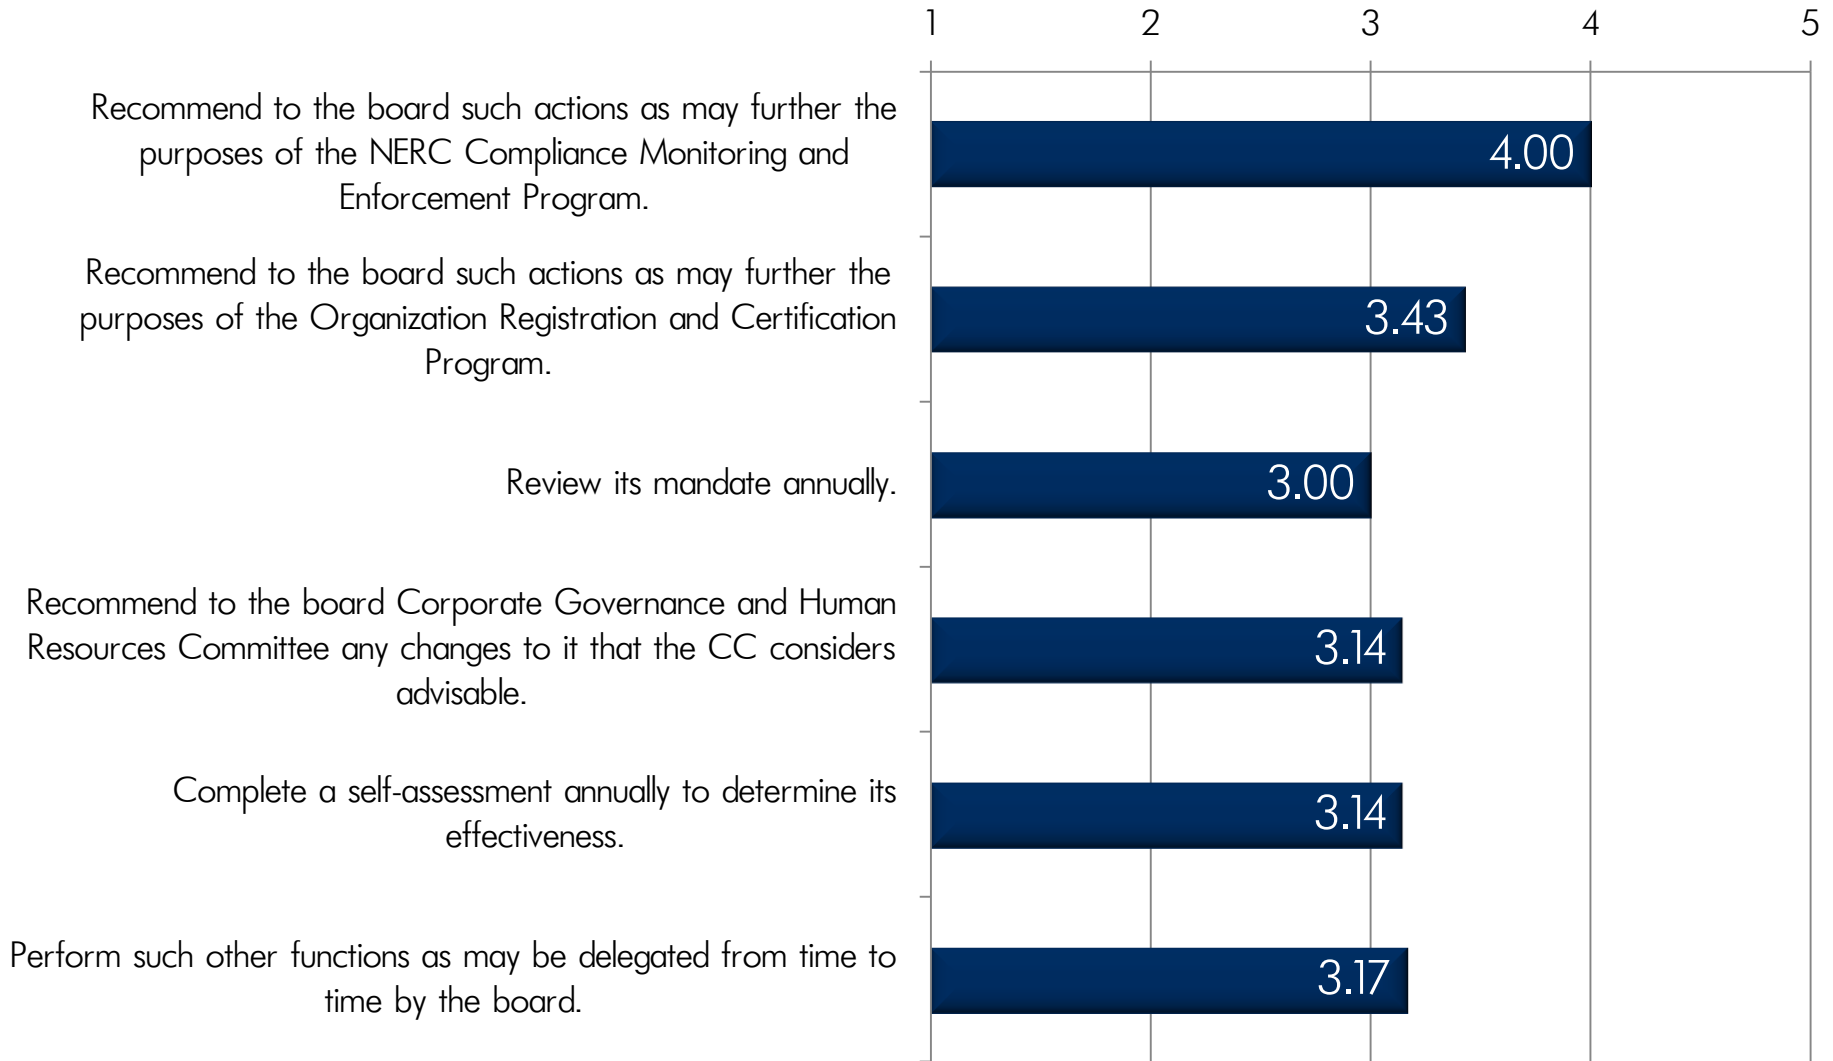 1 2 3 4 5
Recommend to the board such actions as may further the
purposes of the NERC Compliance Monitoring and
Enforcement Program.
4.00
Recommend to the board such actions as may further the
purposes of the Organization Registration and Certification
Program.
3.43
Review its mandate annually.
3.00
Recommend to the board Corporate Governance and Human
Resources Committee any changes to it that the CC considers
advisable.
3.14
Complete a self-assessment annually to determine its
effectiveness.
3.14
Perform such other functions as may be delegated from time to
time by the board.
3.17